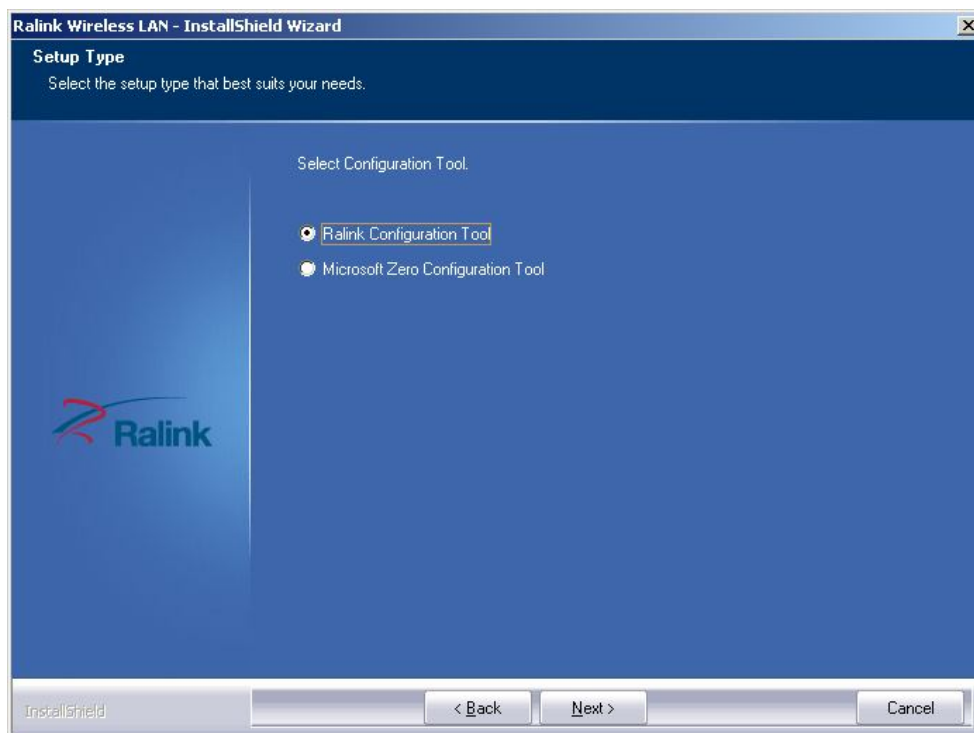 Ralink Wireless LAN - InstallShield Wizard
Setup Type
Select the setup type that best suits your needs.
Select Configuration Tool.
Ralink Configuration Tool
Microsoft Zero Configuration Tool
Ralink
InstallShield
< Back
Next >
Cancel